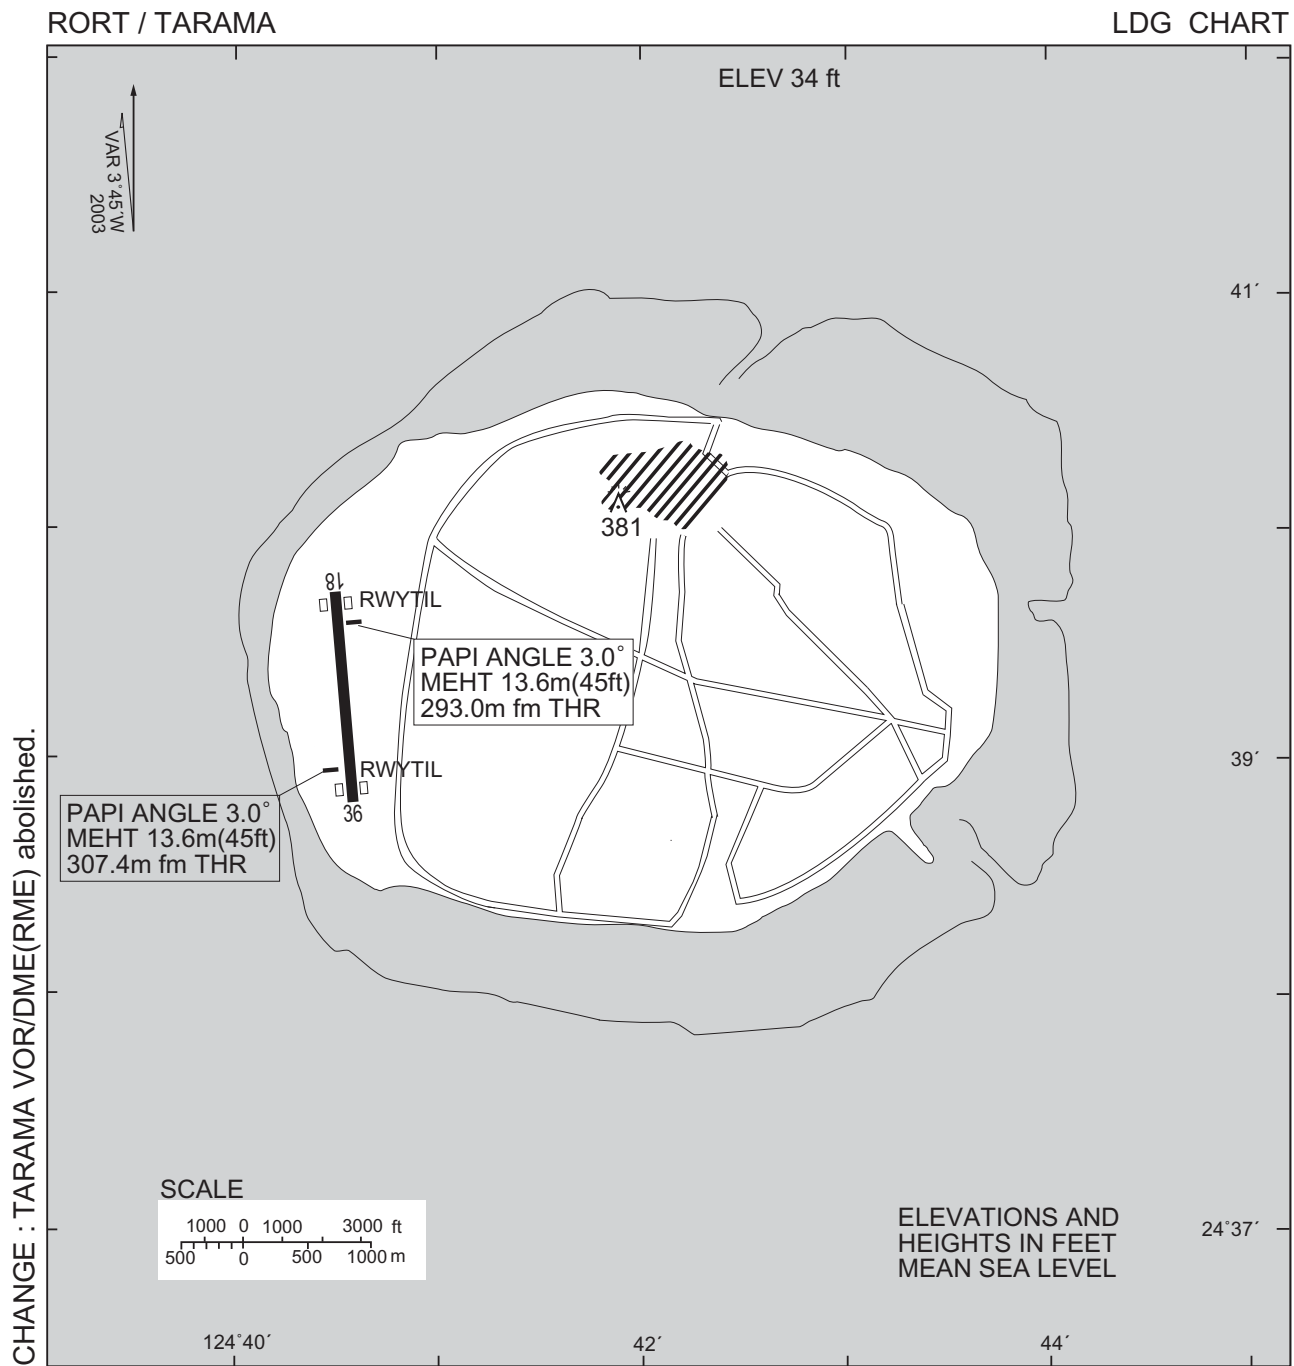 RORT / TARAMA
LDG CHART
ELEV 34 ft
VAR 3˚45´W
2003
41´
381
18
RWYTIL
PAPI ANGLE 3.0˚
MEHT 13.6m(45ft)
293.0m fm THR
39´
RWYTIL
36
PAPI ANGLE 3.0˚
MEHT 13.6m(45ft)
307.4m fm THR
CHANGE : TARAMA VOR/DME(RME) abolished.
SCALE
1000 0 1000 3000 ft
500 0 500 1000 m
ELEVATIONS AND
HEIGHTS IN FEET
MEAN SEA LEVEL
24˚37´
124˚40´
42´
44´